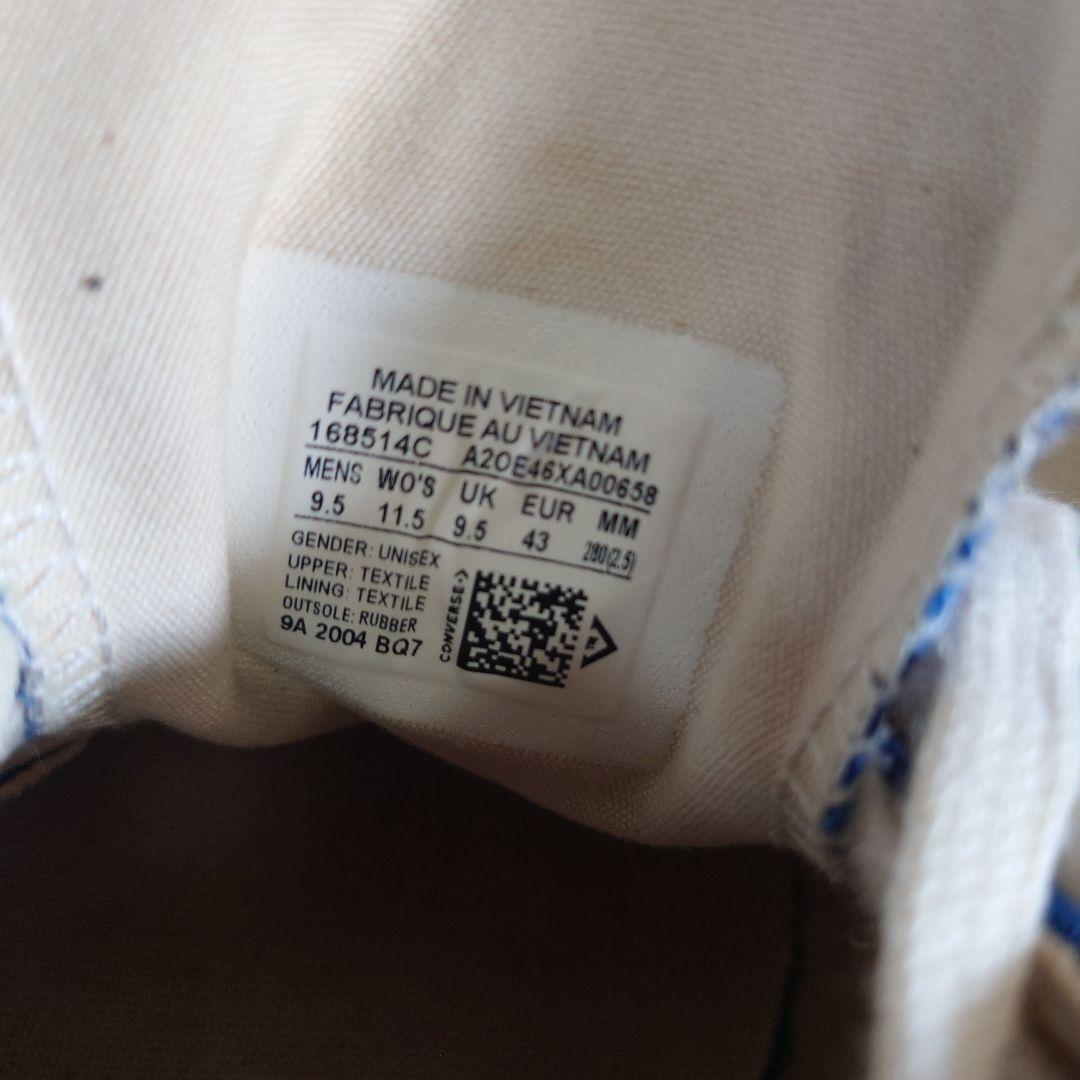 MADE IN VIETNAM
FABRIQUE AU VIETNAM
168514C A20E46XA00658
MENS WO'S UK EUR MM
9.5 11.5 9.5 43 280(2.5)
GENDER: UNISEX
UPPER: TEXTILE
LINING: TEXTILE
OUTSOLE: RUBBER
9A 2004 BQ7
CONVERSE